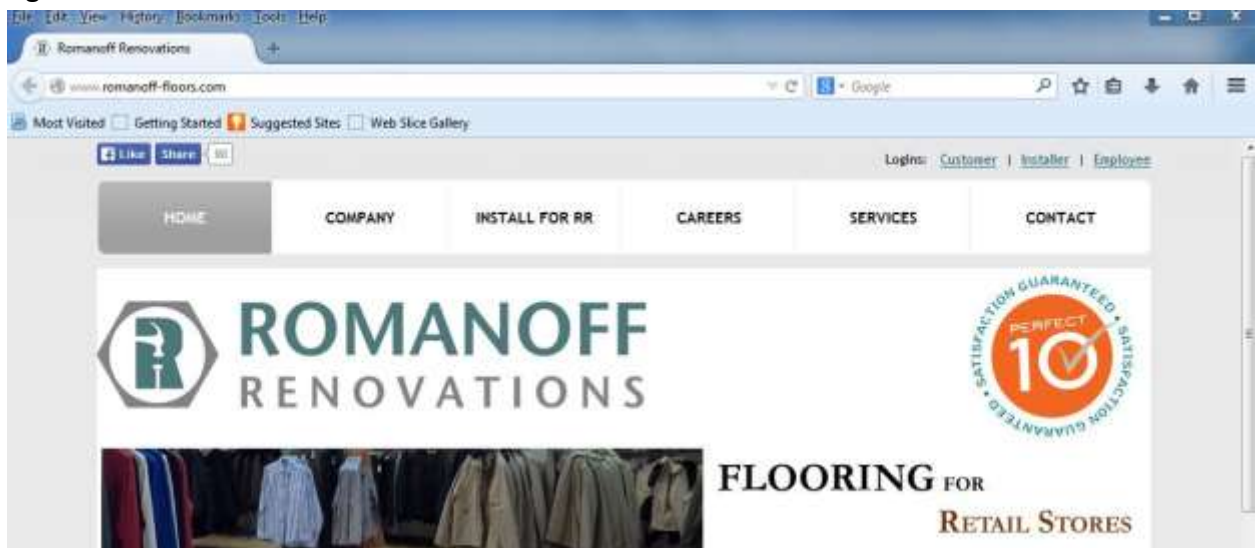 File Edit View History Bookmarks Tools Help
Romanoff Renovations
www.romanoff-floors.com
Google
Most Visited Getting Started Suggested Sites Web Slice Gallery
Like Share
Logins: Customer | Installer | Employee
HOME COMPANY INSTALL FOR RR CAREERS SERVICES CONTACT
ROMANOFF
RENOVATIONS
SATISFACTION GUARANTEED • SATISFACTION GUARANTEED •
PERFECT
10
FLOORING FOR
RETAIL STORES